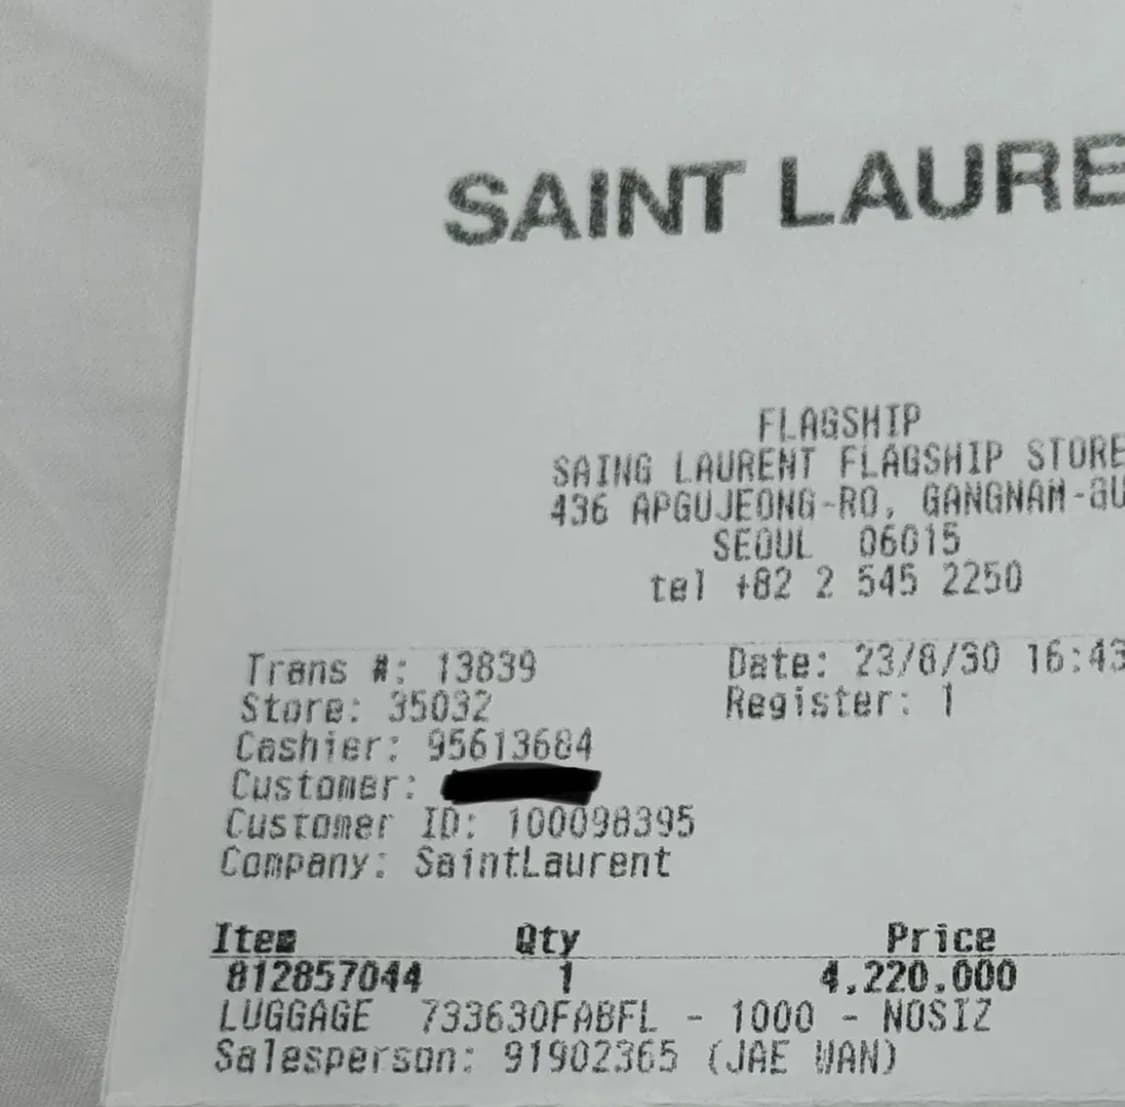 SAINT LAURE
FLAGSHIP
SAING LAURENT FLAGSHIP STORE
436 APGUJEONG-RO, GANGNAM-GU
SEOUL 06015
tel +82 2 545 2250
Trans #: 13839 Date: 23/8/30 16:43
Store: 35032 Register: 1
Cashier: 95613684
Customer:
Customer ID: 100098395
Company: SaintLaurent
Item Qty Price
812857044 1 4.220.000
LUGGAGE 733630FABFL - 1000 - NOSIZ
Salesperson: 91902365 (JAE WAN)